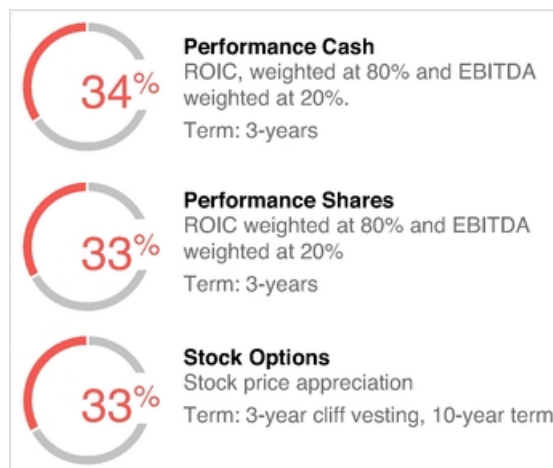 34%
Performance Cash
ROIC, weighted at 80% and EBITDA
weighted at 20%.
Term: 3-years
33%
Performance Shares
ROIC weighted at 80% and EBITDA
weighted at 20%
Term: 3-years
33%
Stock Options
Stock price appreciation
Term: 3-year cliff vesting, 10-year term